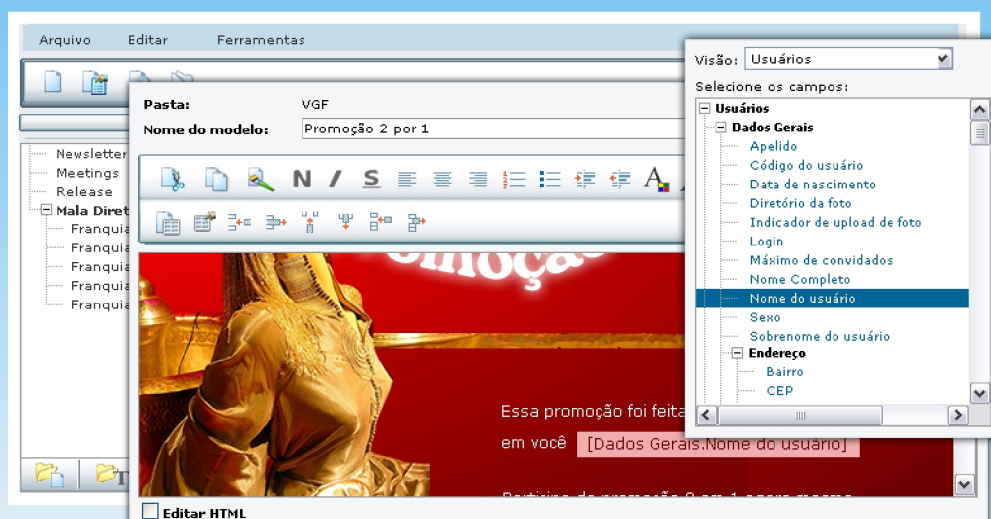 Arquivo Editar Ferramentas
Newsletter
Meetings
Release
Mala Diret
Franquia
Franquia
Franquia
Franquia
Franquia
Pasta: VGF
Nome do modelo: Promoção 2 por 1
N I S A
omoção
Essa promoção foi feita
em você [Dados Gerais.Nome do usuário]
Editar HTML
Visão: Usuários
Selecione os campos:
Usuários
Dados Gerais
Apelido
Código do usuário
Data de nascimento
Diretório da foto
Indicador de upload de foto
Login
Máximo de convidados
Nome Completo
Nome do usuário
Sexo
Sobrenome do usuário
Endereço
Bairro
CEP